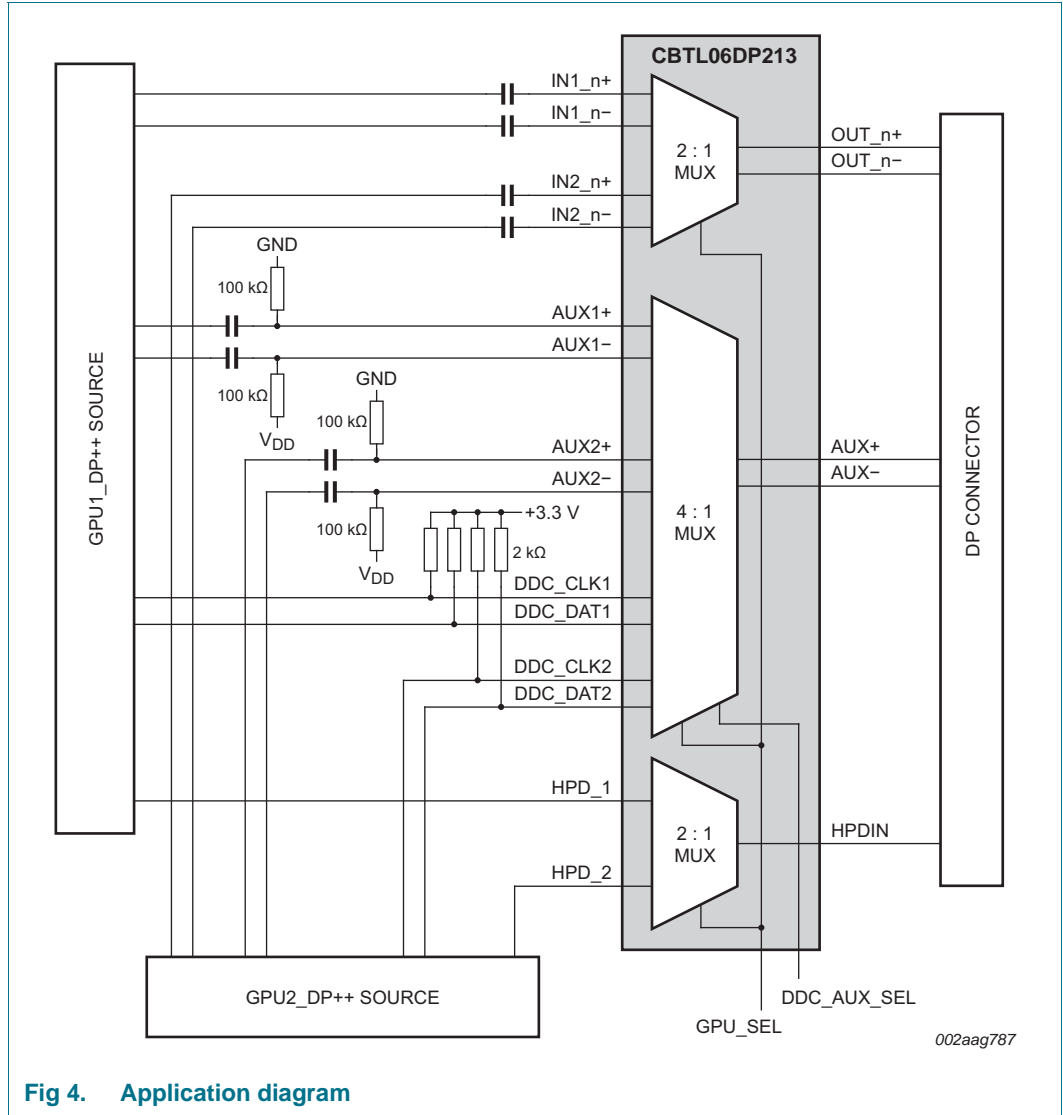 CBTL06DP213
IN1_n+
IN1_n−
2 : 1
MUX
OUT_n+
OUT_n−
IN2_n+
IN2_n−
GND
100 kΩ
AUX1+
AUX1−
100 kΩ
VDD
GND
100 kΩ
AUX2+
AUX2−
100 kΩ
VDD
+3.3 V
2 kΩ
4 : 1
MUX
AUX+
AUX−
DDC_CLK1
DDC_DAT1
DDC_CLK2
DDC_DAT2
HPD_1
2 : 1
MUX
HPDIN
HPD_2
GPU1_DP++ SOURCE
DP CONNECTOR
GPU2_DP++ SOURCE
DDC_AUX_SEL
GPU_SEL
002aag787
Fig 4. Application diagram